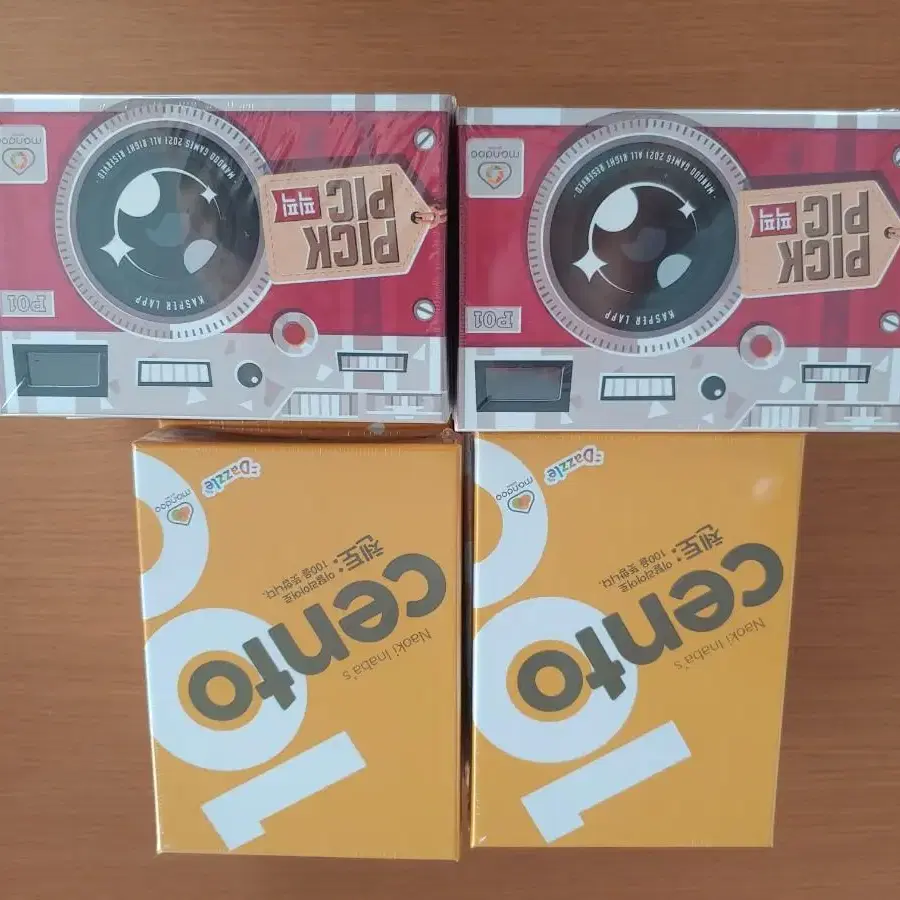 mandoo
MANDOO GAMES 2021 ALL RIGHT RESERVED
KASPER LAPP
PICK
PIC
픽픽
P01
mandoo
MANDOO GAMES 2021 ALL RIGHT RESERVED
KASPER LAPP
PICK
PIC
픽픽
P01
Naoki Inaba's
cento
첸토: 이탈리아어로
100을 뜻합니다.
100
mandoo
Dazzle
Naoki Inaba's
cento
첸토: 이탈리아어로
100을 뜻합니다.
100
mandoo
Dazzle